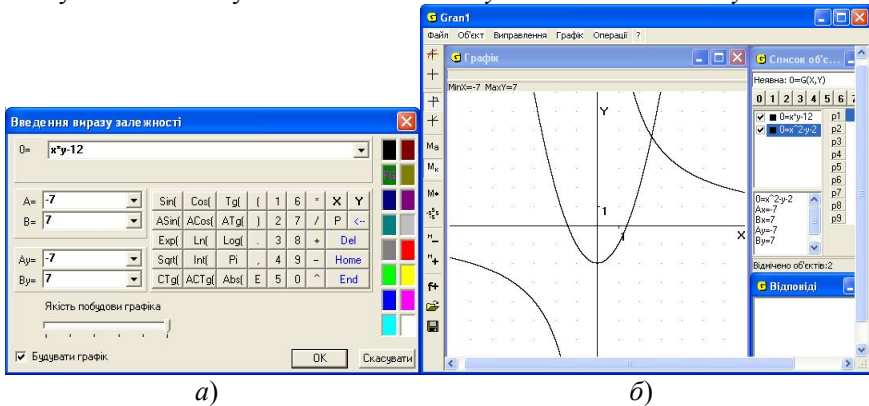 Введення виразу залежності
0= x*y-12
A= -7
B= 7
Ay= -7
By= 7
Sin( Cos( Tg( ( 1 6 * X Y
ASin( ACos( ATg( ) 2 7 / P <--
Exp( Ln( Log( . 3 8 + Del
Sqrt( Int( Pi , 4 9 - Home
CTg( ACTg( Abs( E 5 0 ^ End
Якість побудови графіка
Будувати графік
OK
Скасувати
а)
Gran1
Файл Об'єкт Виправлення Графік Операції ?
Графік
MinX=-7 MaxY=7
Y
1
1
X
Список об'є...
Неявна: 0=G(X,Y)
0 1 2 3 4 5 6 7
0=x*y-12
0=x^2-y-2
p1
p2
p3
p4
p5
p6
p7
p8
p9
0=x^2-y-2
Ax=-7
Bx=7
Ay=-7
By=7
Відмічено об'єктів:2
Відповіді
б)